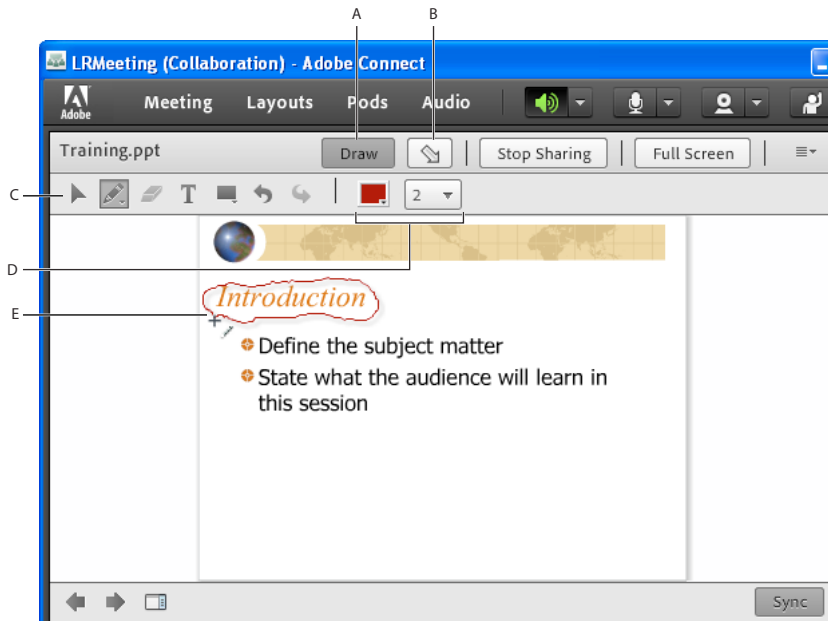 A
B
LRMeeting (Collaboration) - Adobe Connect
Adobe
Meeting Layouts Pods Audio
Training.ppt Draw Stop Sharing Full Screen
C
T 2
D
Introduction
E
Define the subject matter
State what the audience will learn in
this session
Sync